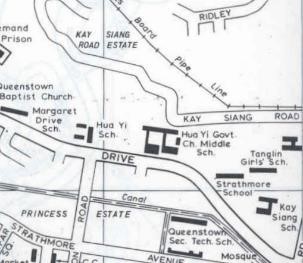 Board
Pipe
Line
RIDLEY
emand
Prison
KAY SIANG
ROAD ESTATE
Queenstown
Baptist Church
Margaret
Drive
Sch.
Hua Yi
Sch.
KAY SIANG ROAD
Hua Yi Govt.
Ch. Middle
Sch.
Tanglin
Girls' Sch.
DRIVE
Strathmore
School
Kay
Siang
Sch.
Canal
PRINCESS ESTATE
ROAD
STRATHMORE
Queenstown
Sec. Tech. Sch.
AVENUE
Mosque
Market
C.C.